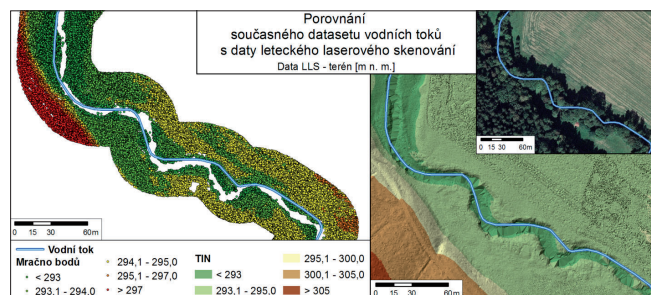 Porovnání
současného datasetu vodních toků
s daty leteckého laserového skenování
Data LLS - terén [m n. m.]
0 15 30 60m
0 15 30 60m
0 15 30 60m
Vodní tok
Mračno bodů
< 293
293,1 - 294,0
294,1 - 295,0
295,1 - 297,0
> 297
TIN
< 293
293,1 - 295,0
295,1 - 300,0
300,1 - 305,0
> 305